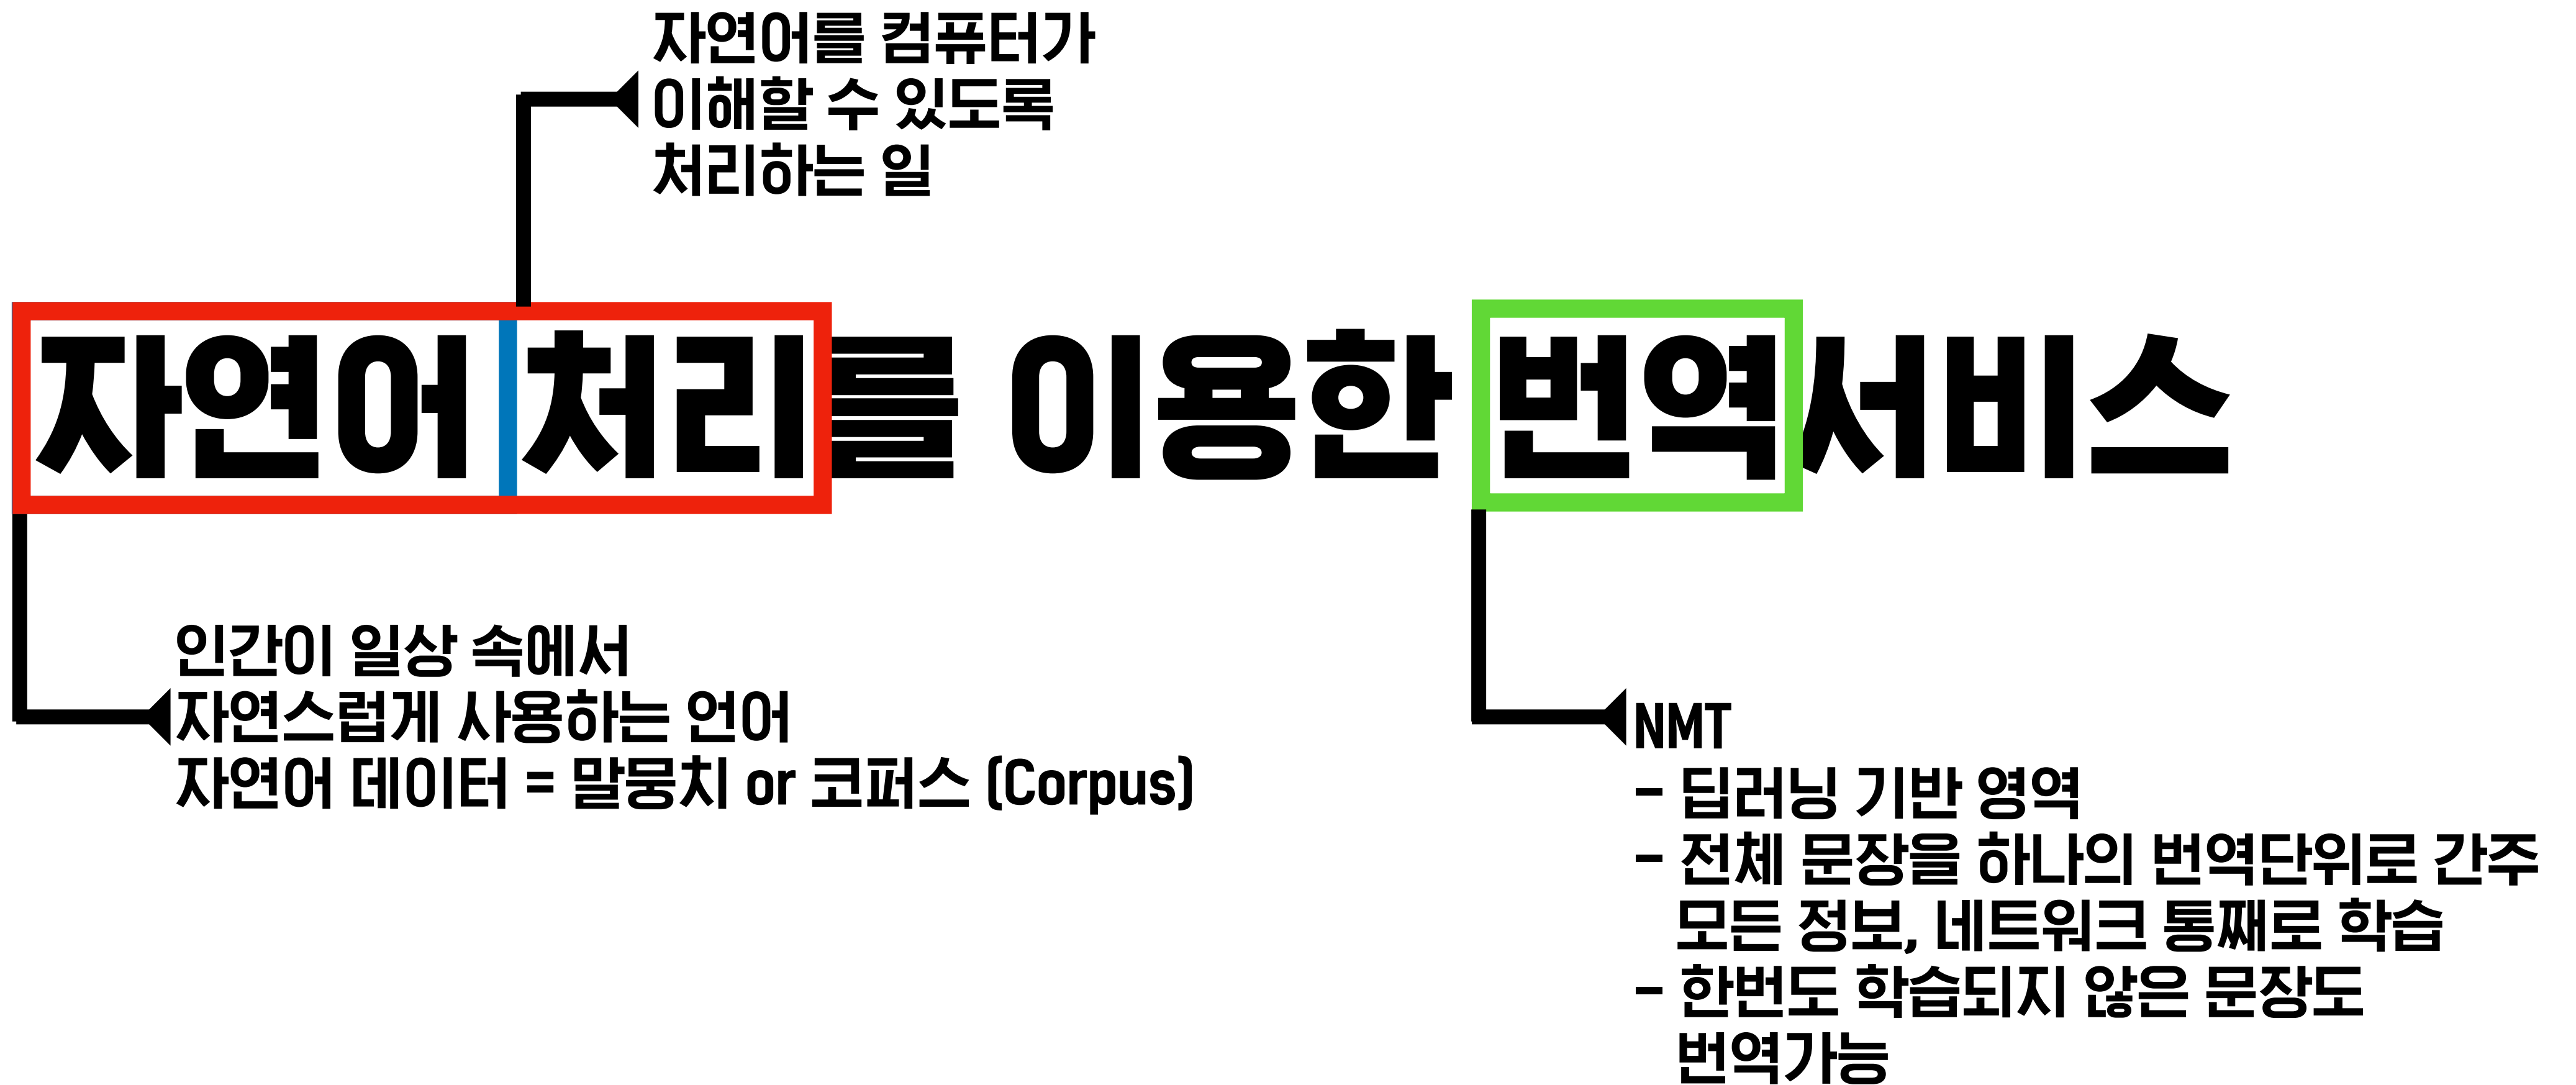 자연어를 컴퓨터가
이해할 수 있도록
처리하는 일
자연어 처리를 이용한 번역서비스
인간이 일상 속에서
자연스럽게 사용하는 언어
자연어 데이터 = 말뭉치 or 코퍼스 (Corpus)
NMT
- 딥러닝 기반 영역
- 전체 문장을 하나의 번역단위로 간주
모든 정보, 네트워크 통째로 학습
- 한번도 학습되지 않은 문장도
번역가능